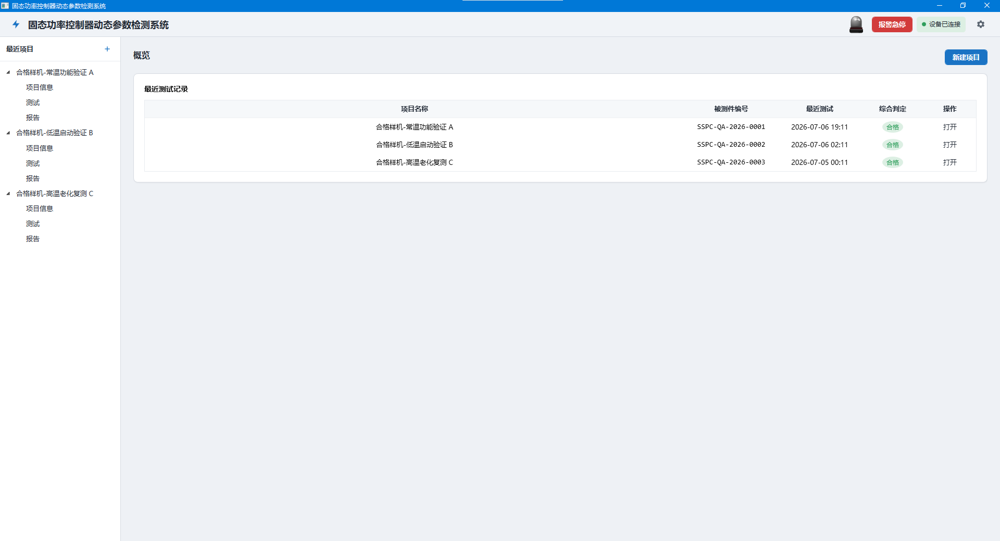 固态功率控制器动态参数检测系统
固态功率控制器动态参数检测系统
报警急停
设备已连接
最近项目
+
合格样机-常温功能验证 A
项目信息
测试
报告
合格样机-低温启动验证 B
项目信息
测试
报告
合格样机-高温老化复测 C
项目信息
测试
报告
概览
新建项目
最近测试记录
项目名称 被测件编号 最近测试 综合判定 操作
合格样机-常温功能验证 A SSPC-QA-2026-0001 2026-07-06 19:11 合格 打开
合格样机-低温启动验证 B SSPC-QA-2026-0002 2026-07-06 02:11 合格 打开
合格样机-高温老化复测 C SSPC-QA-2026-0003 2026-07-05 00:11 合格 打开